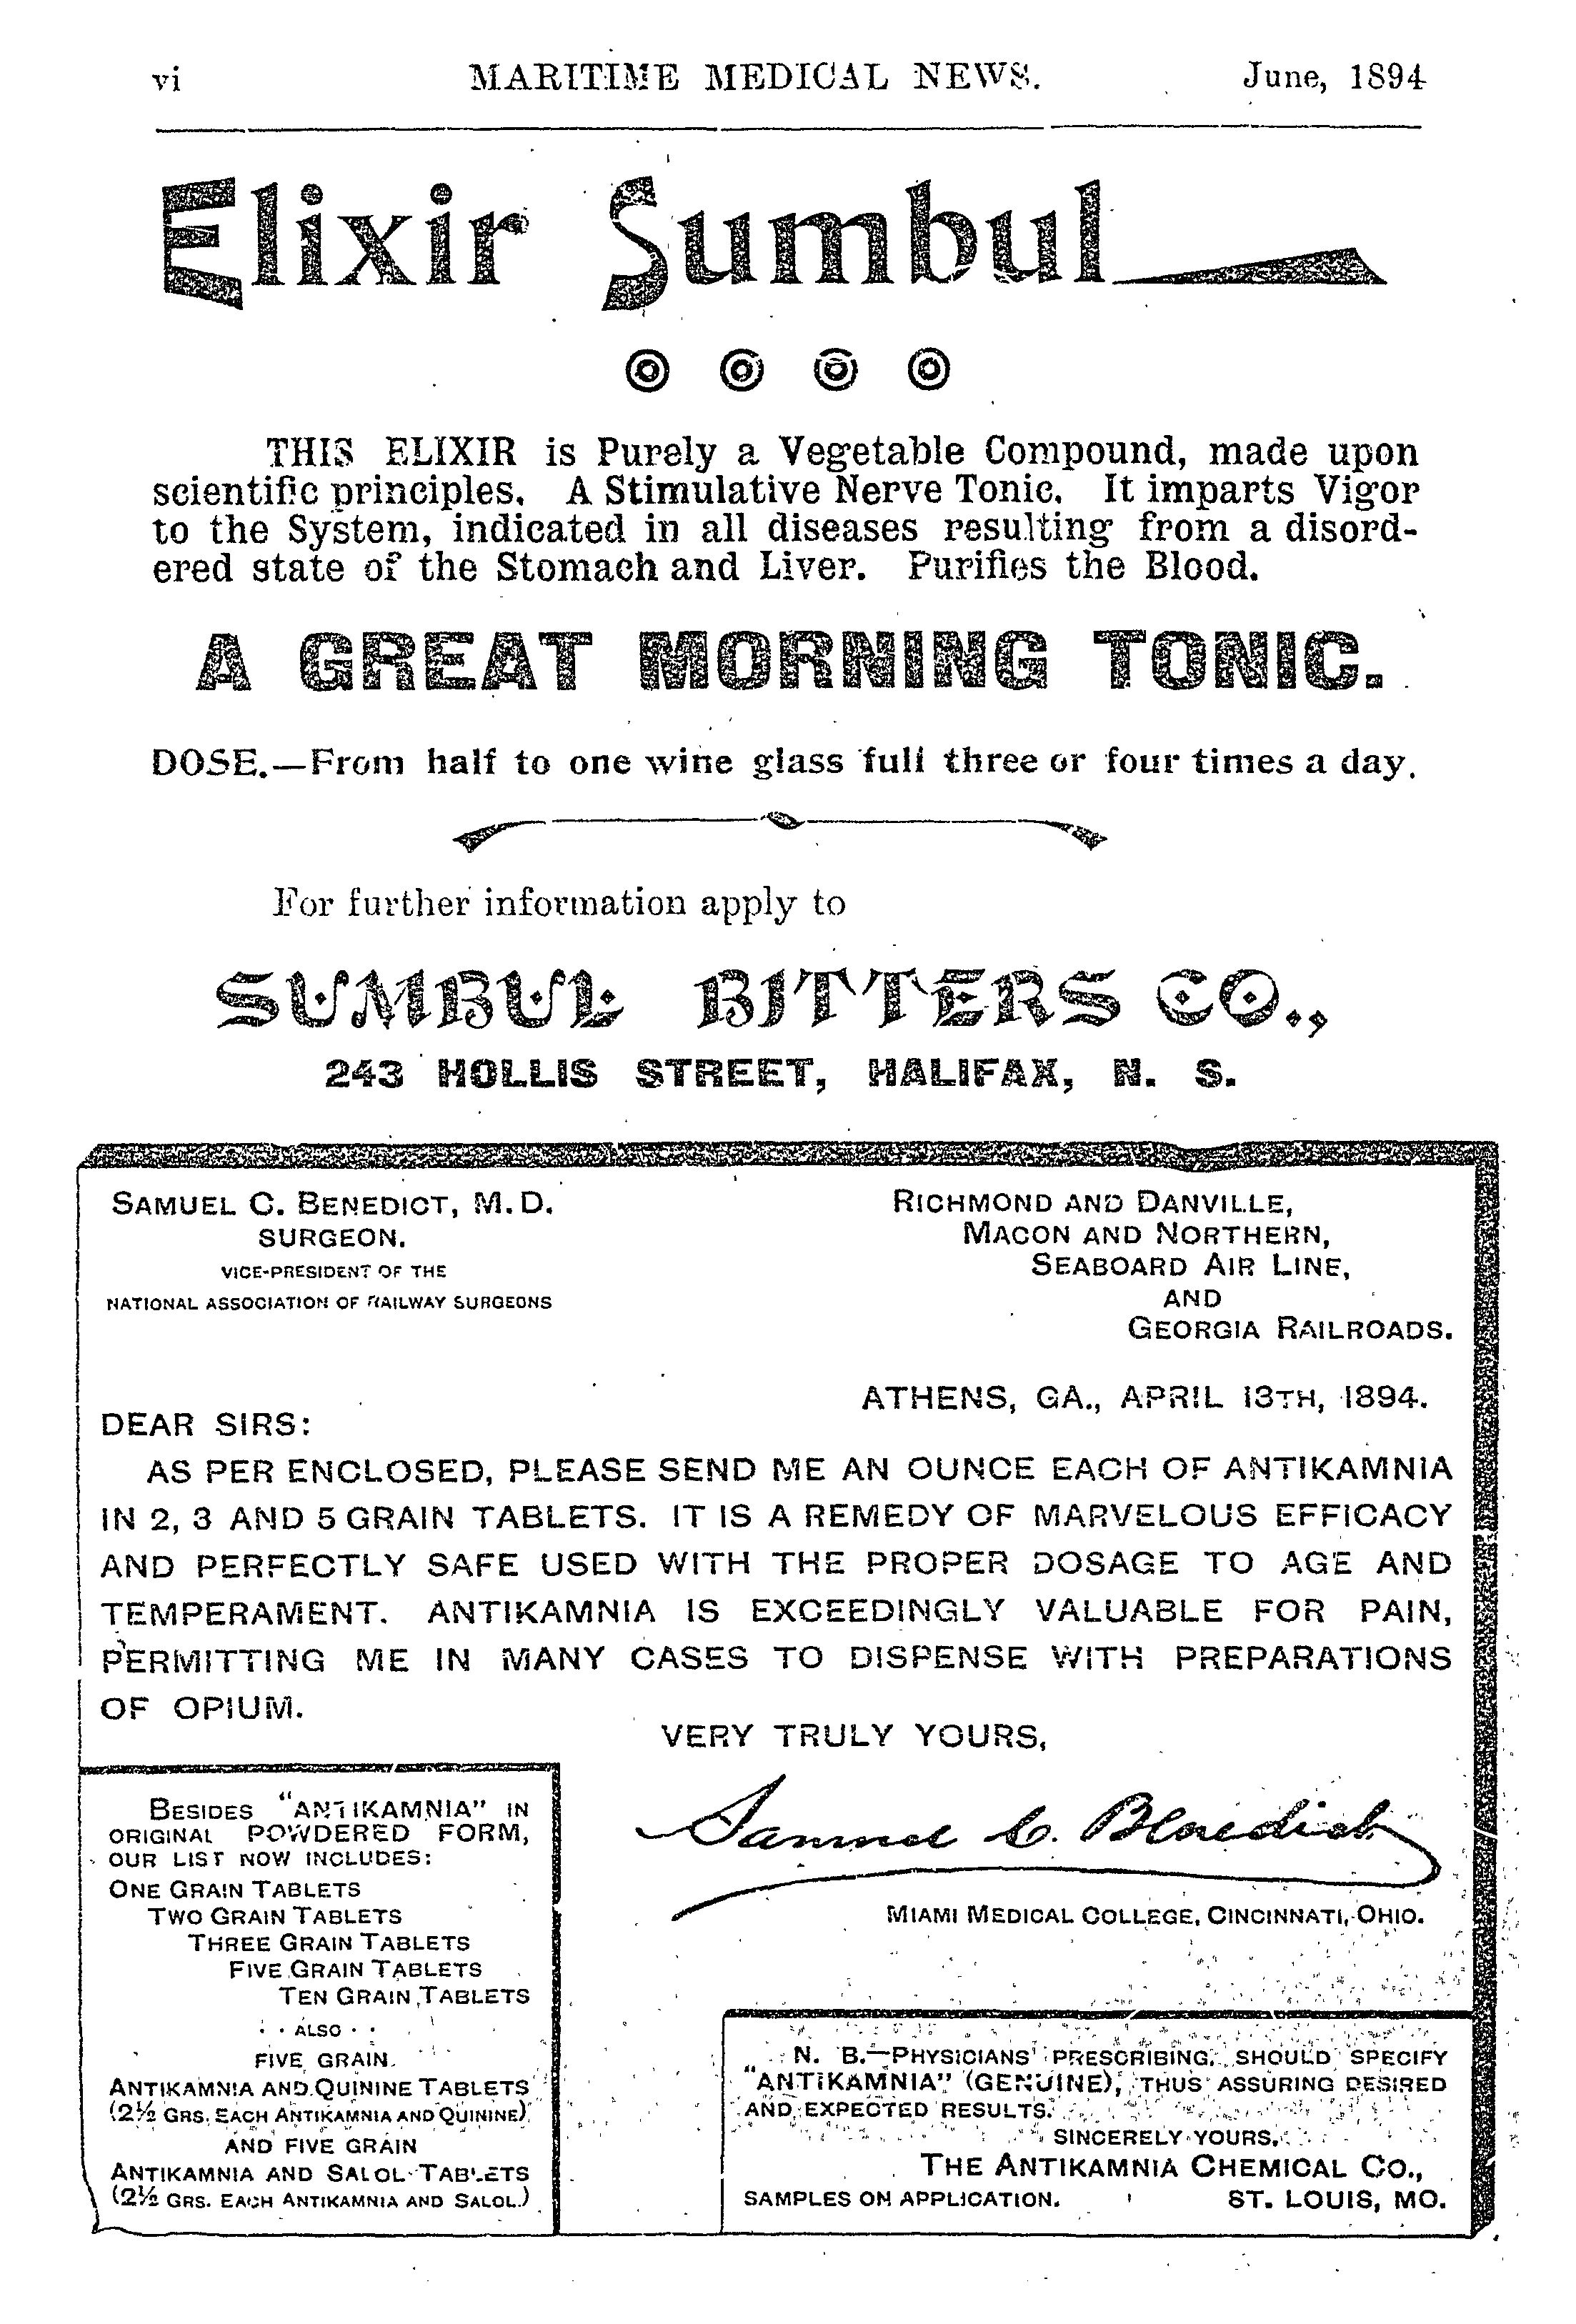 vi MARITIME MEDICAL NEWS. June, 1894
Elixir Sumbul
THIS ELIXIR is Purely a Vegetable Compound, made upon
scientific principles. A Stimulative Nerve Tonic. It imparts Vigor
to the System, indicated in all diseases resulting from a disord-
ered state of the Stomach and Liver. Purifies the Blood.
A GREAT MORNING TONIC.
DOSE.—From half to one wine glass full three or four times a day.
For further information apply to
SUMBUL BITTERS CO.,
243 HOLLIS STREET, HALIFAX, N. S.
SAMUEL C. BENEDICT, M.D.
SURGEON.
VICE-PRESIDENT OF THE
NATIONAL ASSOCIATION OF RAILWAY SURGEONS
RICHMOND AND DANVILLE,
MACON AND NORTHERN,
SEABOARD AIR LINE,
AND
GEORGIA RAILROADS.
ATHENS, GA., APRIL 13TH, 1894.
DEAR SIRS:
AS PER ENCLOSED, PLEASE SEND ME AN OUNCE EACH OF ANTIKAMNIA
IN 2, 3 AND 5 GRAIN TABLETS. IT IS A REMEDY OF MARVELOUS EFFICACY
AND PERFECTLY SAFE USED WITH THE PROPER DOSAGE TO AGE AND
TEMPERAMENT. ANTIKAMNIA IS EXCEEDINGLY VALUABLE FOR PAIN,
PERMITTING ME IN MANY CASES TO DISPENSE WITH PREPARATIONS
OF OPIUM.
VERY TRULY YOURS,
Samuel C. Benedict
MIAMI MEDICAL COLLEGE, CINCINNATI, OHIO.
BESIDES "ANTIKAMNIA" IN
ORIGINAL POWDERED FORM,
OUR LIST NOW INCLUDES:
ONE GRAIN TABLETS
TWO GRAIN TABLETS
THREE GRAIN TABLETS
FIVE GRAIN TABLETS
TEN GRAIN TABLETS
· · ALSO · ·
FIVE GRAIN
ANTIKAMNIA AND QUININE TABLETS
(2½ GRS. EACH ANTIKAMNIA AND QUININE)
AND FIVE GRAIN
ANTIKAMNIA AND SALOL TABLETS
(2½ GRS. EACH ANTIKAMNIA AND SALOL.)
N. B.—PHYSICIANS PRESCRIBING, SHOULD SPECIFY
"ANTIKAMNIA" (GENUINE), THUS ASSURING DESIRED
AND EXPECTED RESULTS.
SINCERELY YOURS,
THE ANTIKAMNIA CHEMICAL CO.,
SAMPLES ON APPLICATION. ST. LOUIS, MO.